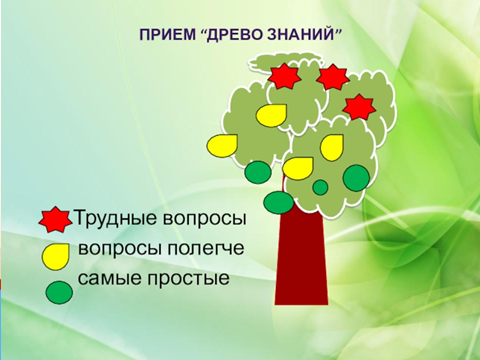 ПРИЕМ “ДРЕВО ЗНАНИЙ”
Трудные вопросы
вопросы полегче
самые простые